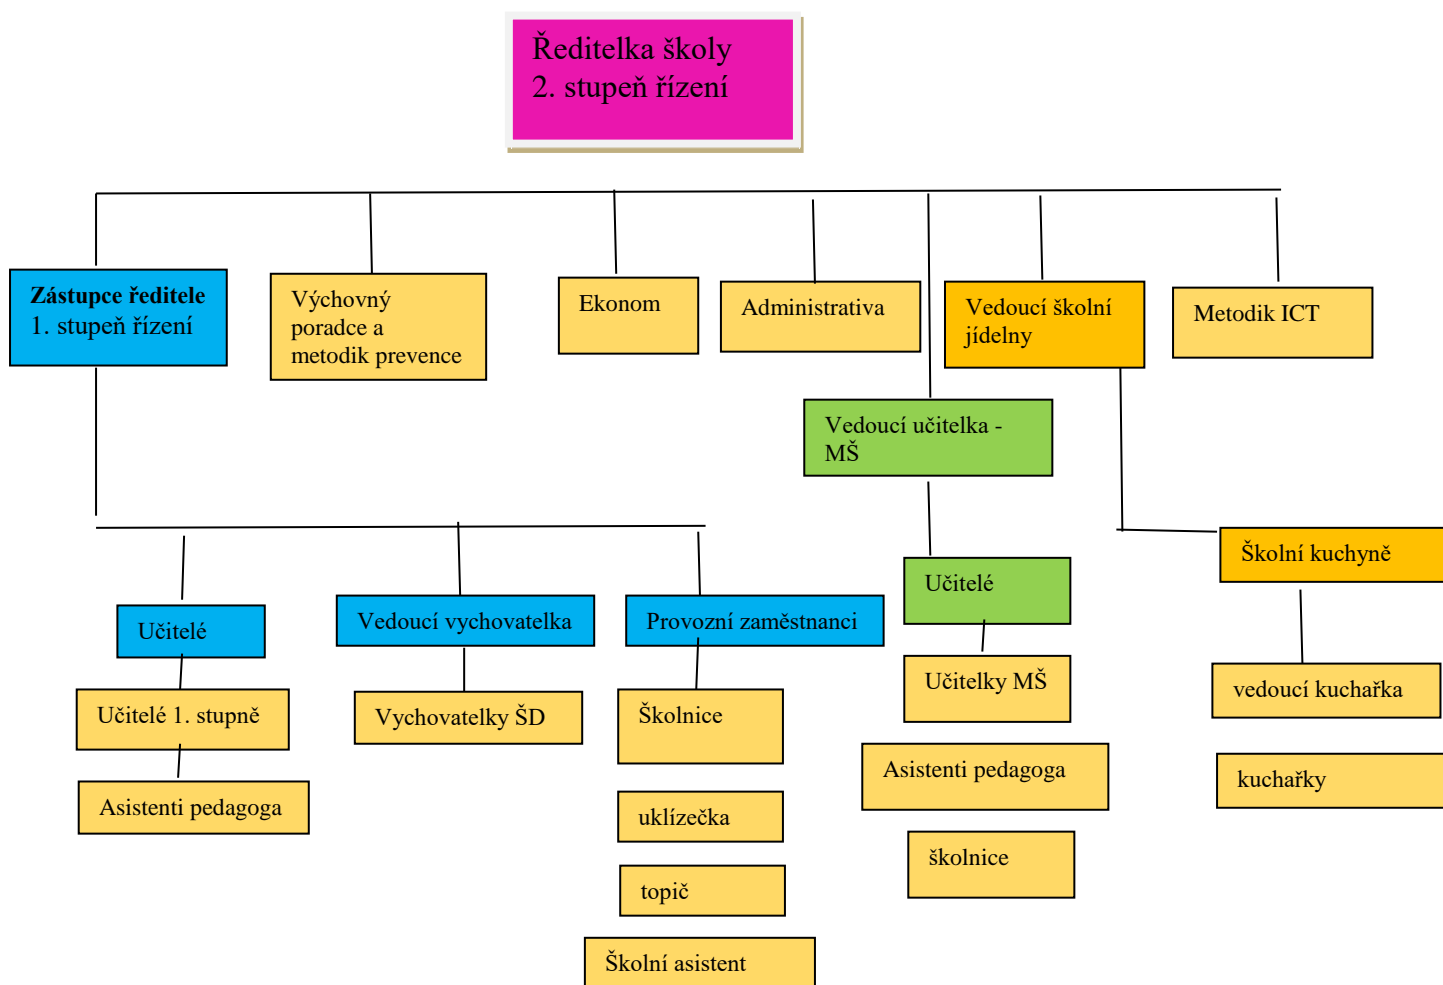 Ředitelka školy
2. stupeň řízení
Zástupce ředitele
1. stupeň řízení
Výchovný
poradce a
metodik prevence
Ekonom
Administrativa
Vedoucí školní
jídelny
Metodik ICT
Vedoucí učitelka -
MŠ
Učitelé
Vedoucí vychovatelka
Provozní zaměstnanci
Učitelé
Školní kuchyně
Učitelé 1. stupně
Vychovatelky ŠD
Školnice
Učitelky MŠ
vedoucí kuchařka
Asistenti pedagoga
uklízečka
Asistenti pedagoga
kuchařky
topič
školnice
Školní asistent